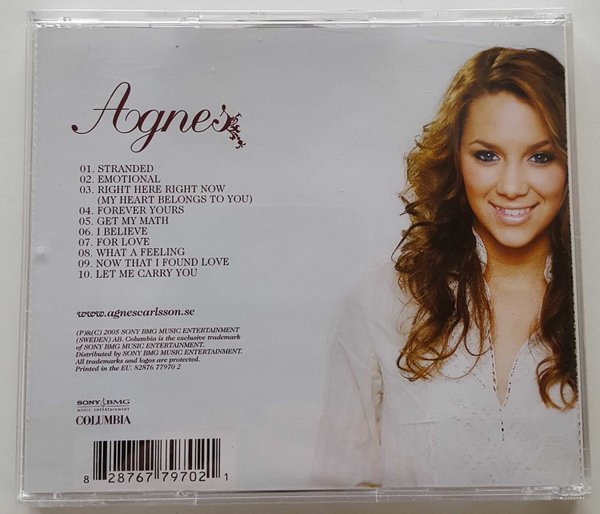 Agnes
01. STRANDED
02. EMOTIONAL
03. RIGHT HERE RIGHT NOW
(MY HEART BELONGS TO YOU)
04. FOREVER YOURS
05. GET MY MATH
06. I BELIEVE
07. FOR LOVE
08. WHAT A FEELING
09. NOW THAT I FOUND LOVE
10. LET ME CARRY YOU
www.agnescarlsson.se
(P)&(C) 2005 SONY BMG MUSIC ENTERTAINMENT
(SWEDEN) AB. Columbia is the exclusive trademark
of SONY BMG MUSIC ENTERTAINMENT.
Distributed by SONY BMG MUSIC ENTERTAINMENT.
All trademarks and logos are protected.
Printed in the EU. 82876 77970 2
SONY BMG
MUSIC ENTERTAINMENT
COLUMBIA
8 28767 79702 1